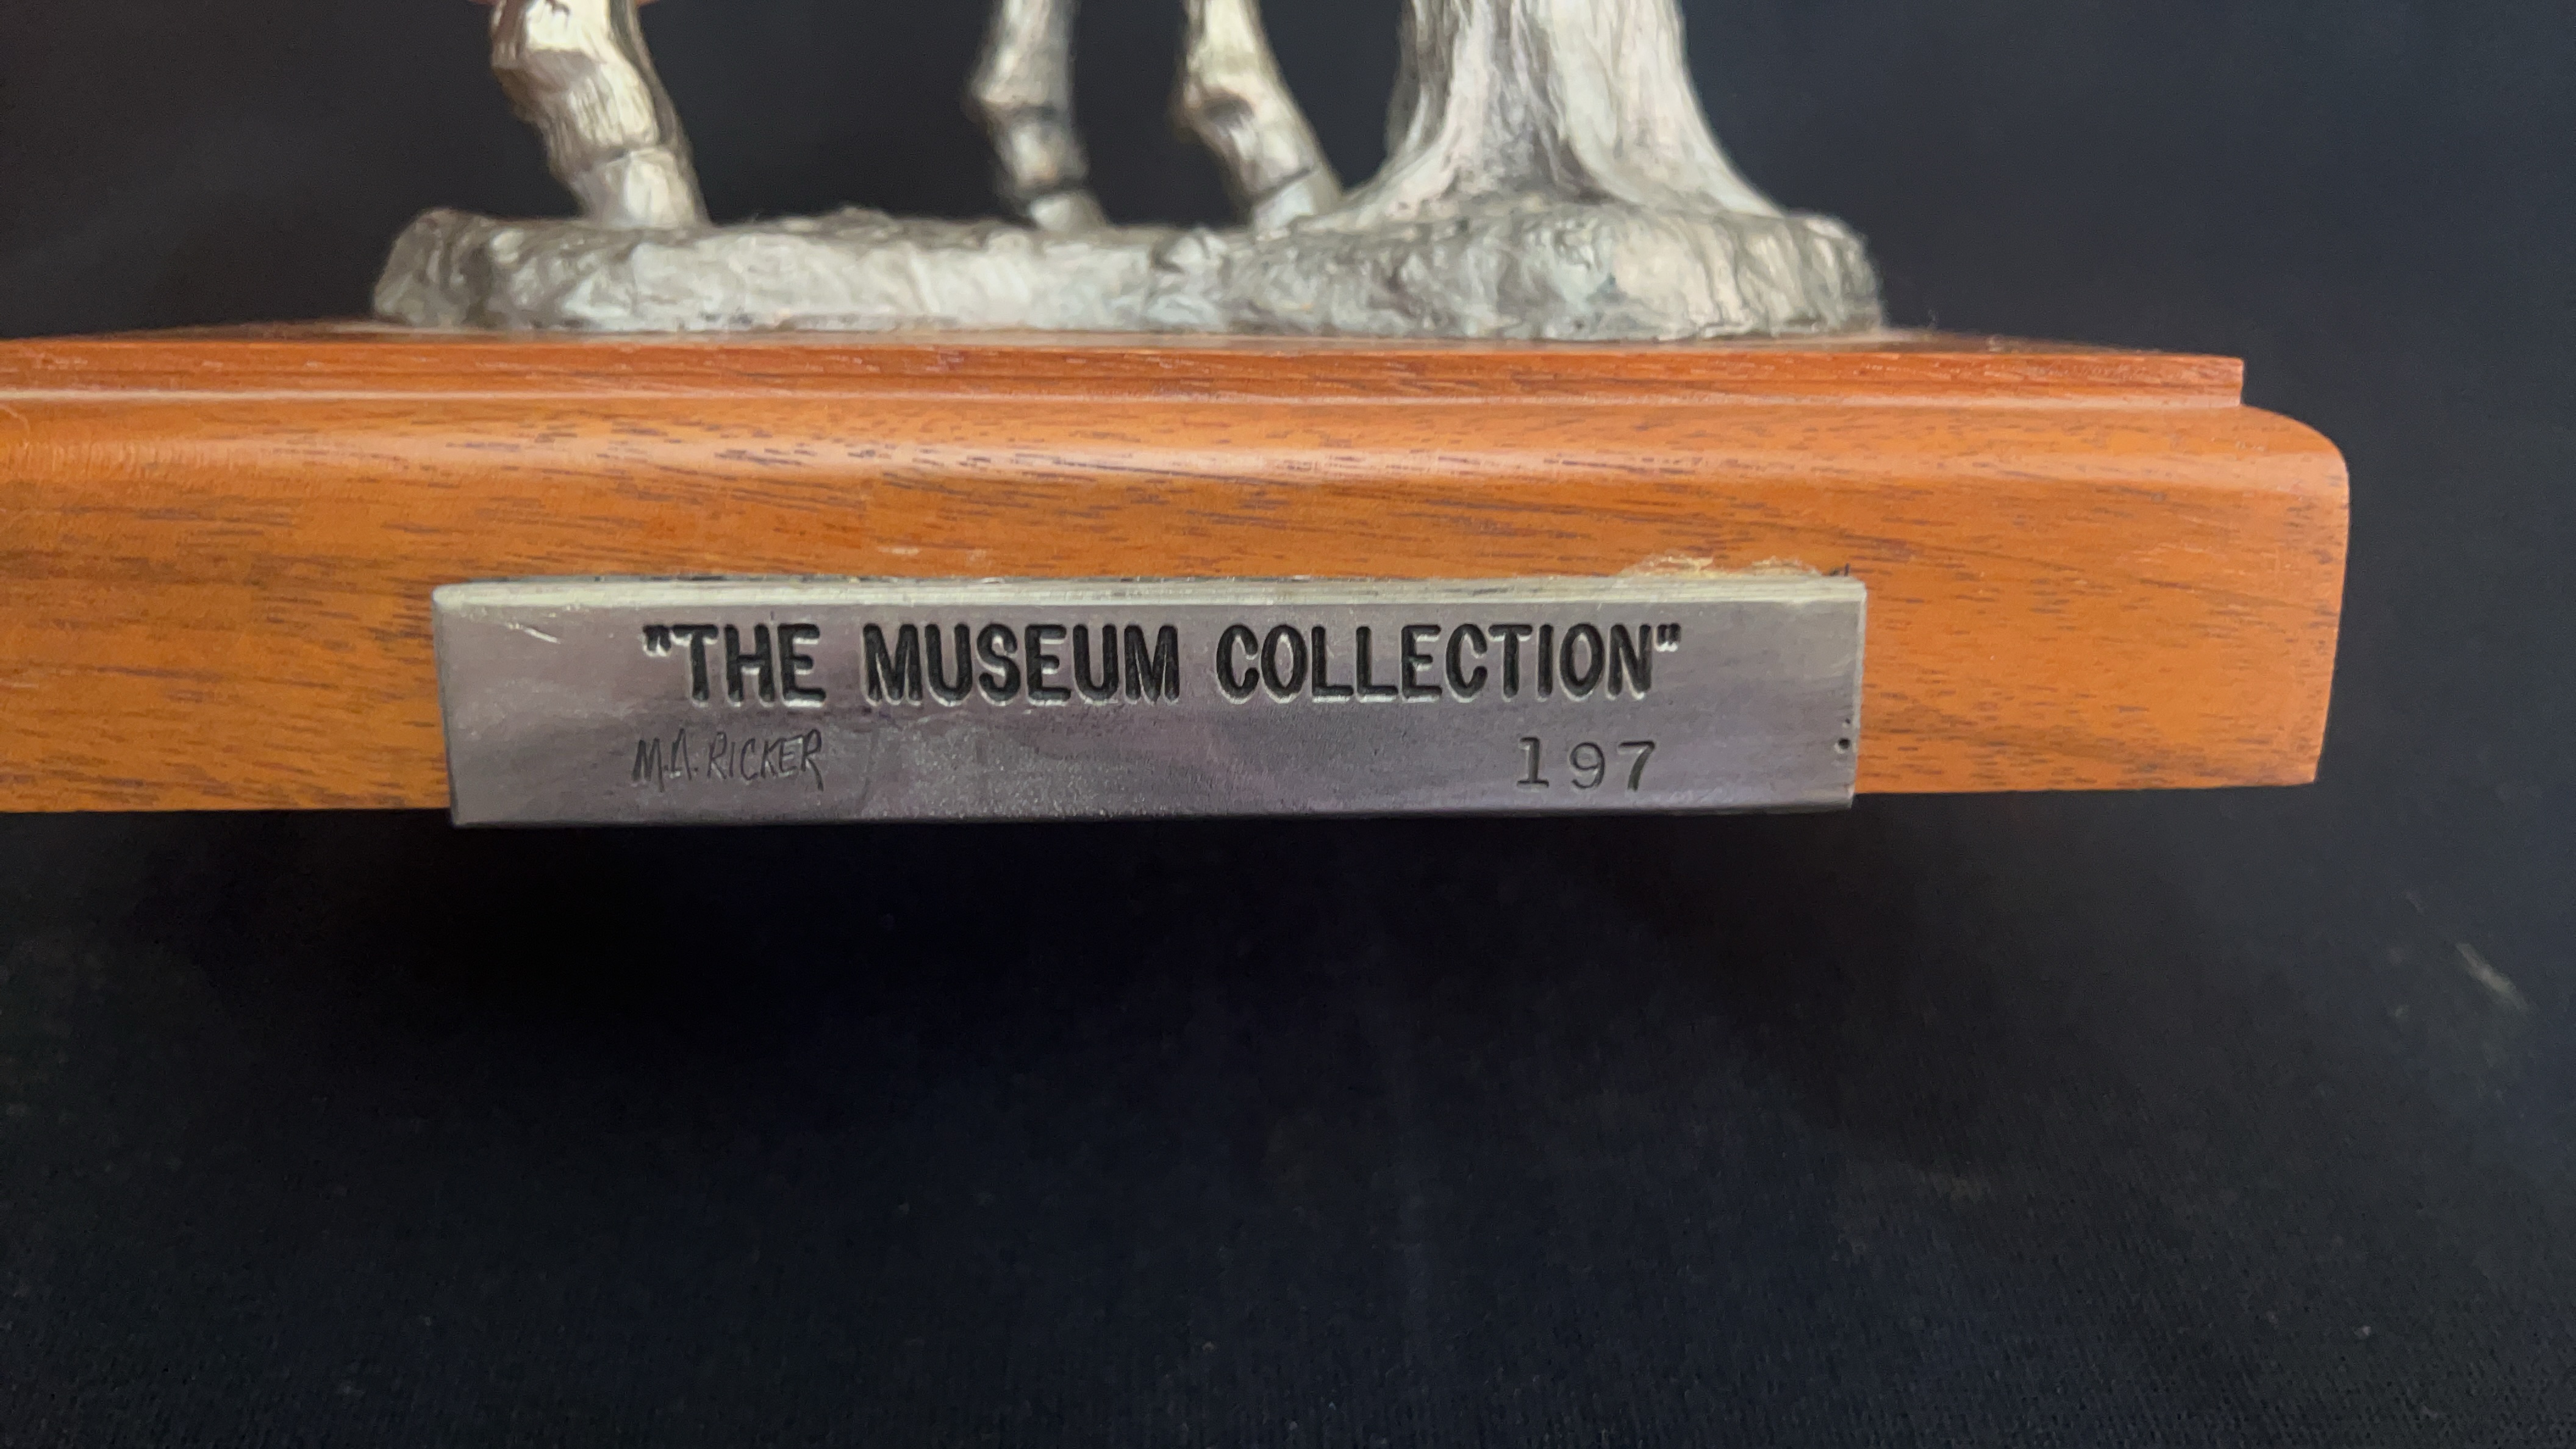 "THE MUSEUM COLLECTION"
M.A. RICKER 197